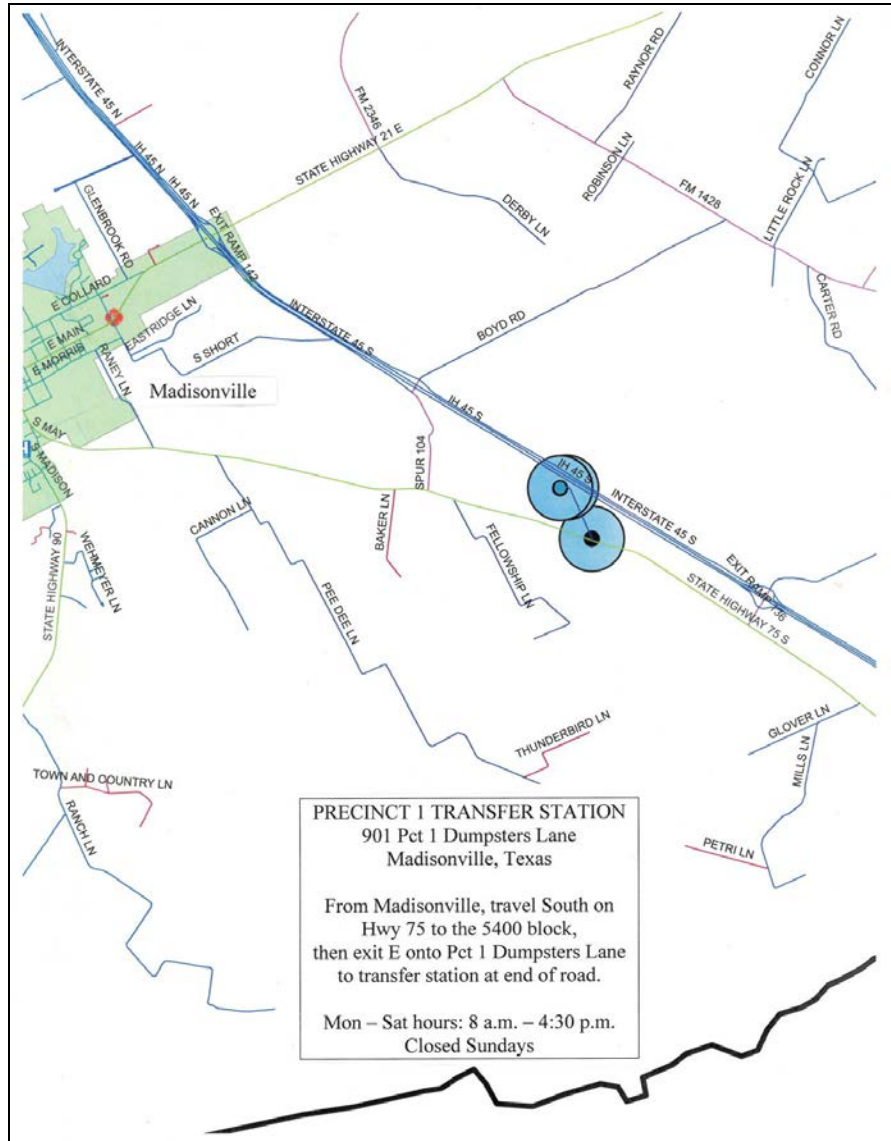 INTERSTATE 45 N
IH 45 N
IH 45 N
GLENBROOK RD
EXIT RAMP 142
FM 2346
STATE HIGHWAY 21 E
RAYNOR RD
CONNOR LN
ROBINSON LN
DERBY LN
FM 1428
LITTLE ROCK LN
CARTER RD
E COLLARD
E MAIN
E MORRIS
EASTRIDGE LN
S SHORT
RANEY LN
INTERSTATE 45 S
BOYD RD
Madisonville
IH 45 S
S MAY
S MADISON
SPUR 104
IH 45 S
INTERSTATE 45 S
CANNON LN
BAKER LN
FELLOWSHIP LN
EXIT RAMP 136
WEHMEYER LN
STATE HIGHWAY 90
PEE DEE LN
STATE HIGHWAY 75 S
THUNDERBIRD LN
GLOVER LN
MILLS LN
TOWN AND COUNTRY LN
RANCH LN
PETRI LN
PRECINCT 1 TRANSFER STATION
901 Pct 1 Dumpsters Lane
Madisonville, Texas
From Madisonville, travel South on
Hwy 75 to the 5400 block,
then exit E onto Pct 1 Dumpsters Lane
to transfer station at end of road.
Mon – Sat hours: 8 a.m. – 4:30 p.m.
Closed Sundays